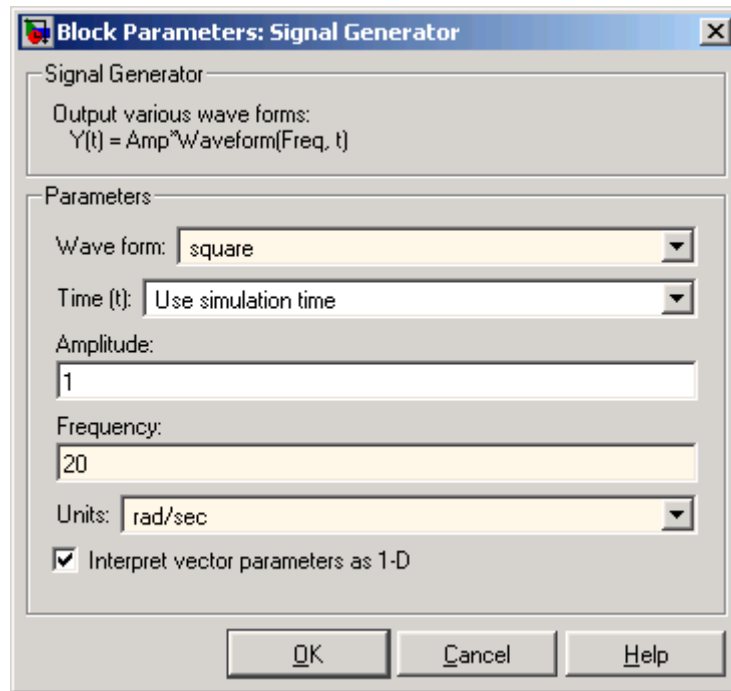 Block Parameters: Signal Generator
Signal Generator
Output various wave forms:
Y(t) = Amp*Waveform(Freq, t)
Parameters
Wave form: square
Time (t): Use simulation time
Amplitude:
1
Frequency:
20
Units: rad/sec
Interpret vector parameters as 1-D
OK Cancel Help